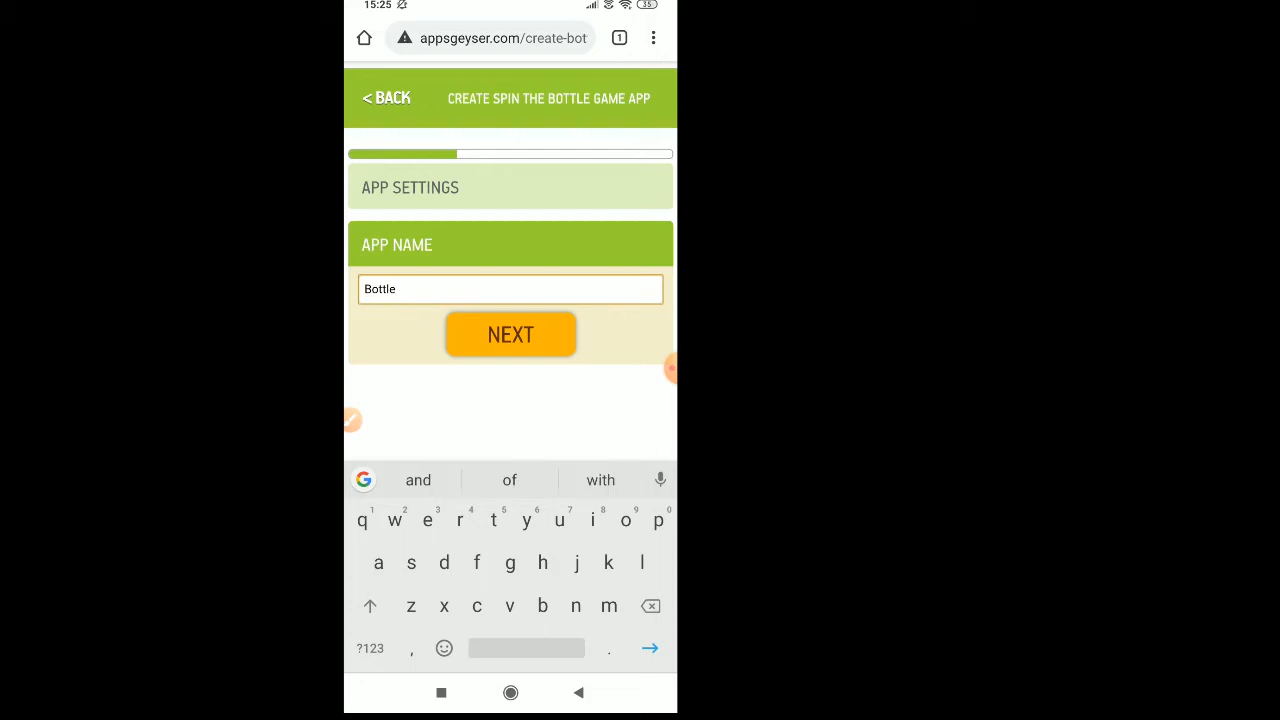 15:25 35
appsgeyser.com/create-bot 1
< BACK CREATE SPIN THE BOTTLE GAME APP
APP SETTINGS
APP NAME
Bottle
NEXT
G and of with
1 2 3 4 5 6 7 8 9 0
q w e r t y u i o p
a s d f g h j k l
z x c v b n m
?123 , .